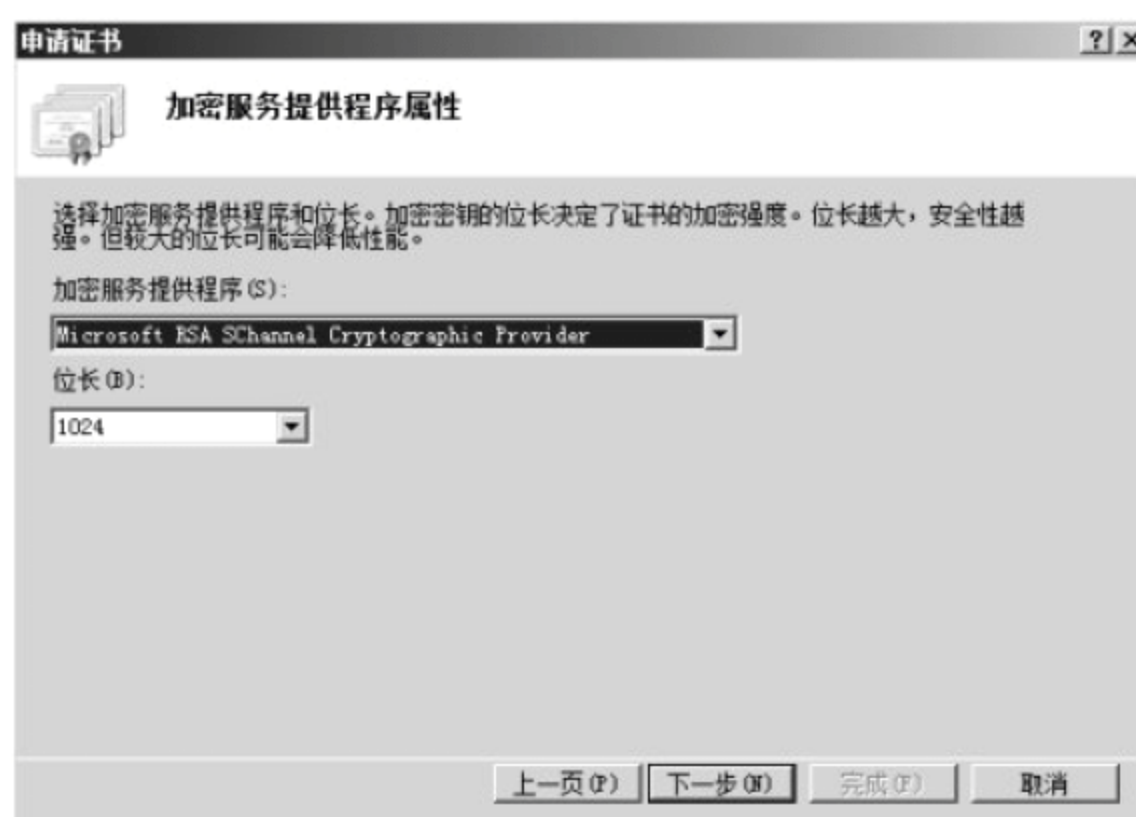 申请证书
加密服务提供程序属性
选择加密服务提供程序和位长。加密密钥的位长决定了证书的加密强度。位长越大，安全性越
强。但较大的位长可能会降低性能。
加密服务提供程序(S):
Microsoft RSA SChannel Cryptographic Provider
位长(B):
1024
上一页(P) 下一步(N) 完成(F) 取消